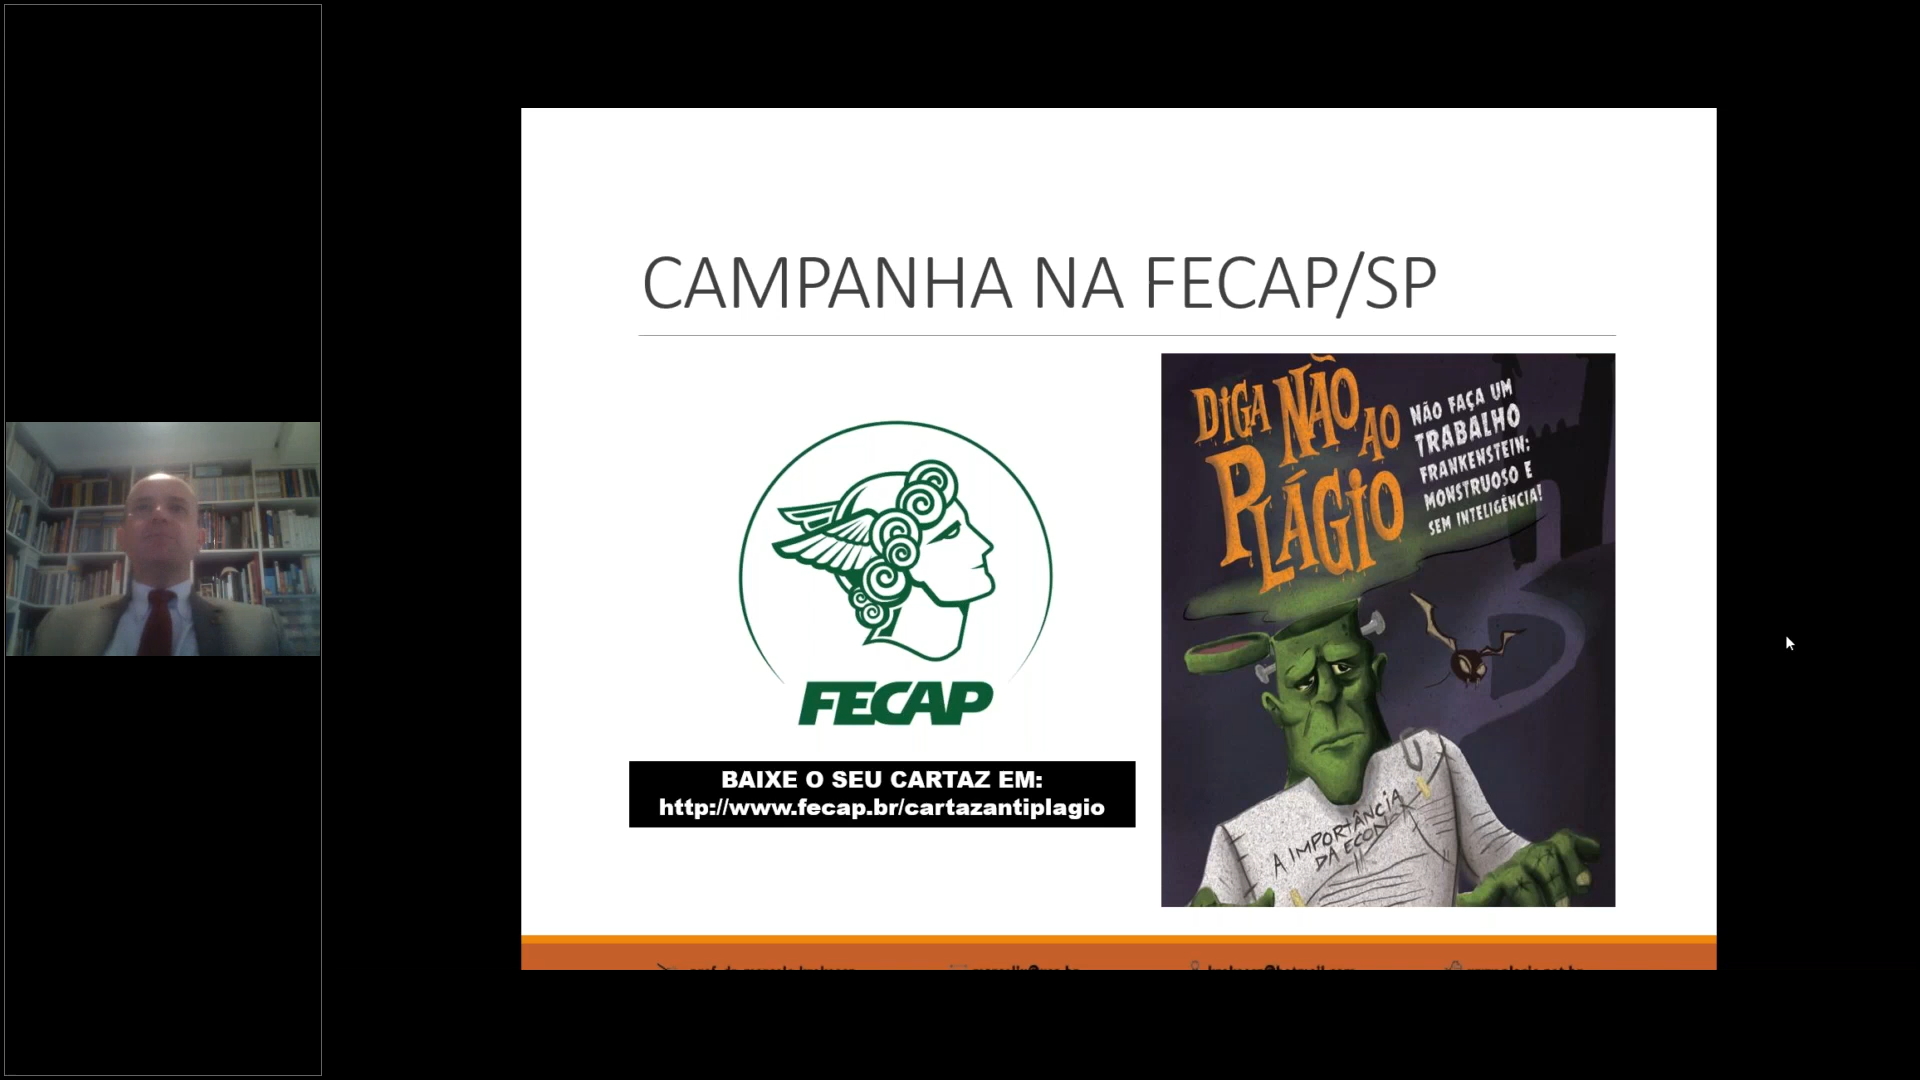 CAMPANHA NA FECAP/SP
FECAP
BAIXE O SEU CARTAZ EM:
http://www.fecap.br/cartazantiplagio
DIGA NÃO AO
PLÁGIO
NÃO FAÇA UM
TRABALHO
FRANKENSTEIN:
MONSTRUOSO E
SEM INTELIGÊNCIA!
A IMPORTÂNCIA
DA ECONO